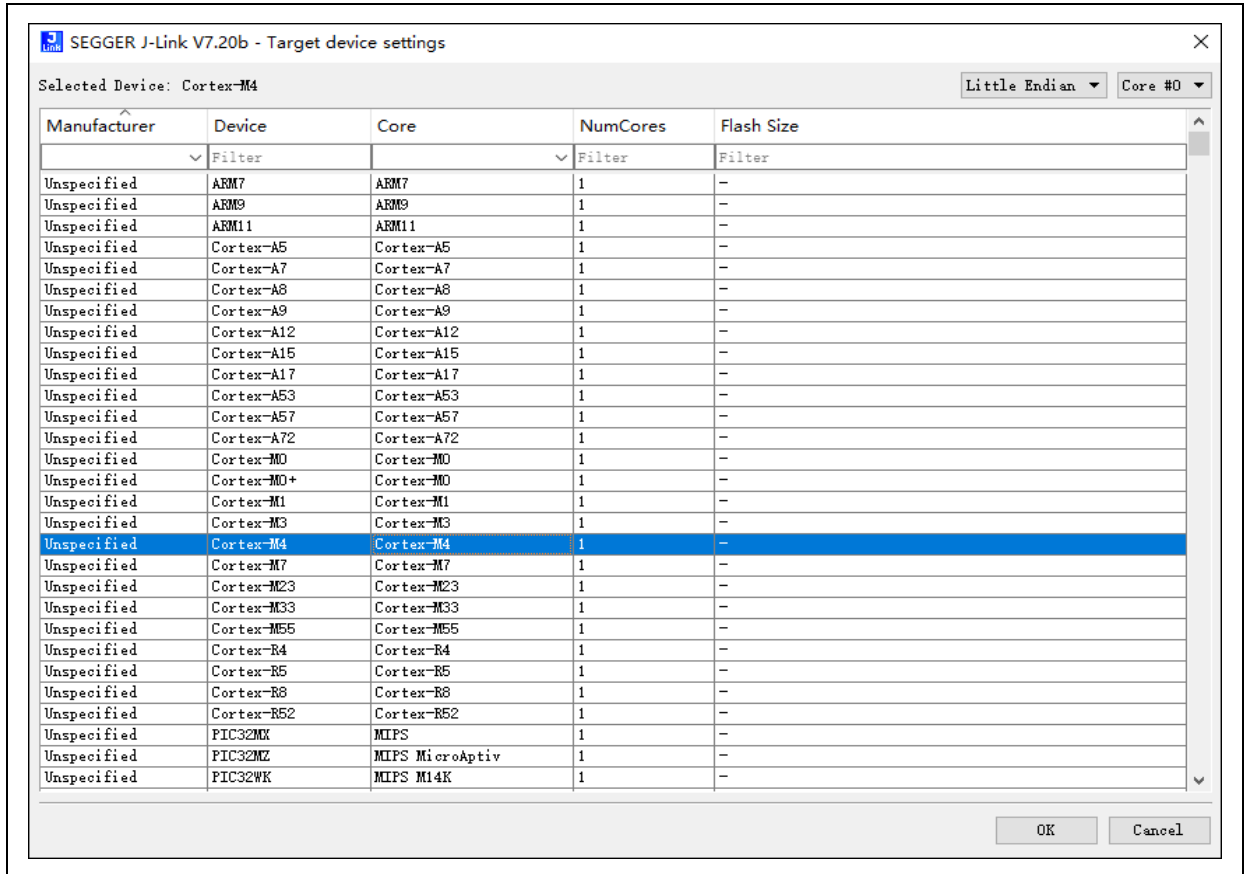 SEGGER J-Link V7.20b - Target device settings
Selected Device: Cortex-M4 Little Endian Core #0
Manufacturer Device Core NumCores Flash Size
Filter Filter Filter
Unspecified ARM7 ARM7 1 -
Unspecified ARM9 ARM9 1 -
Unspecified ARM11 ARM11 1 -
Unspecified Cortex-A5 Cortex-A5 1 -
Unspecified Cortex-A7 Cortex-A7 1 -
Unspecified Cortex-A8 Cortex-A8 1 -
Unspecified Cortex-A9 Cortex-A9 1 -
Unspecified Cortex-A12 Cortex-A12 1 -
Unspecified Cortex-A15 Cortex-A15 1 -
Unspecified Cortex-A17 Cortex-A17 1 -
Unspecified Cortex-A53 Cortex-A53 1 -
Unspecified Cortex-A57 Cortex-A57 1 -
Unspecified Cortex-A72 Cortex-A72 1 -
Unspecified Cortex-M0 Cortex-M0 1 -
Unspecified Cortex-M0+ Cortex-M0 1 -
Unspecified Cortex-M1 Cortex-M1 1 -
Unspecified Cortex-M3 Cortex-M3 1 -
Unspecified Cortex-M4 Cortex-M4 1 -
Unspecified Cortex-M7 Cortex-M7 1 -
Unspecified Cortex-M23 Cortex-M23 1 -
Unspecified Cortex-M33 Cortex-M33 1 -
Unspecified Cortex-M55 Cortex-M55 1 -
Unspecified Cortex-R4 Cortex-R4 1 -
Unspecified Cortex-R5 Cortex-R5 1 -
Unspecified Cortex-R8 Cortex-R8 1 -
Unspecified Cortex-R52 Cortex-R52 1 -
Unspecified PIC32MX MIPS 1 -
Unspecified PIC32MZ MIPS MicroAptiv 1 -
Unspecified PIC32WK MIPS M14K 1 -
OK Cancel